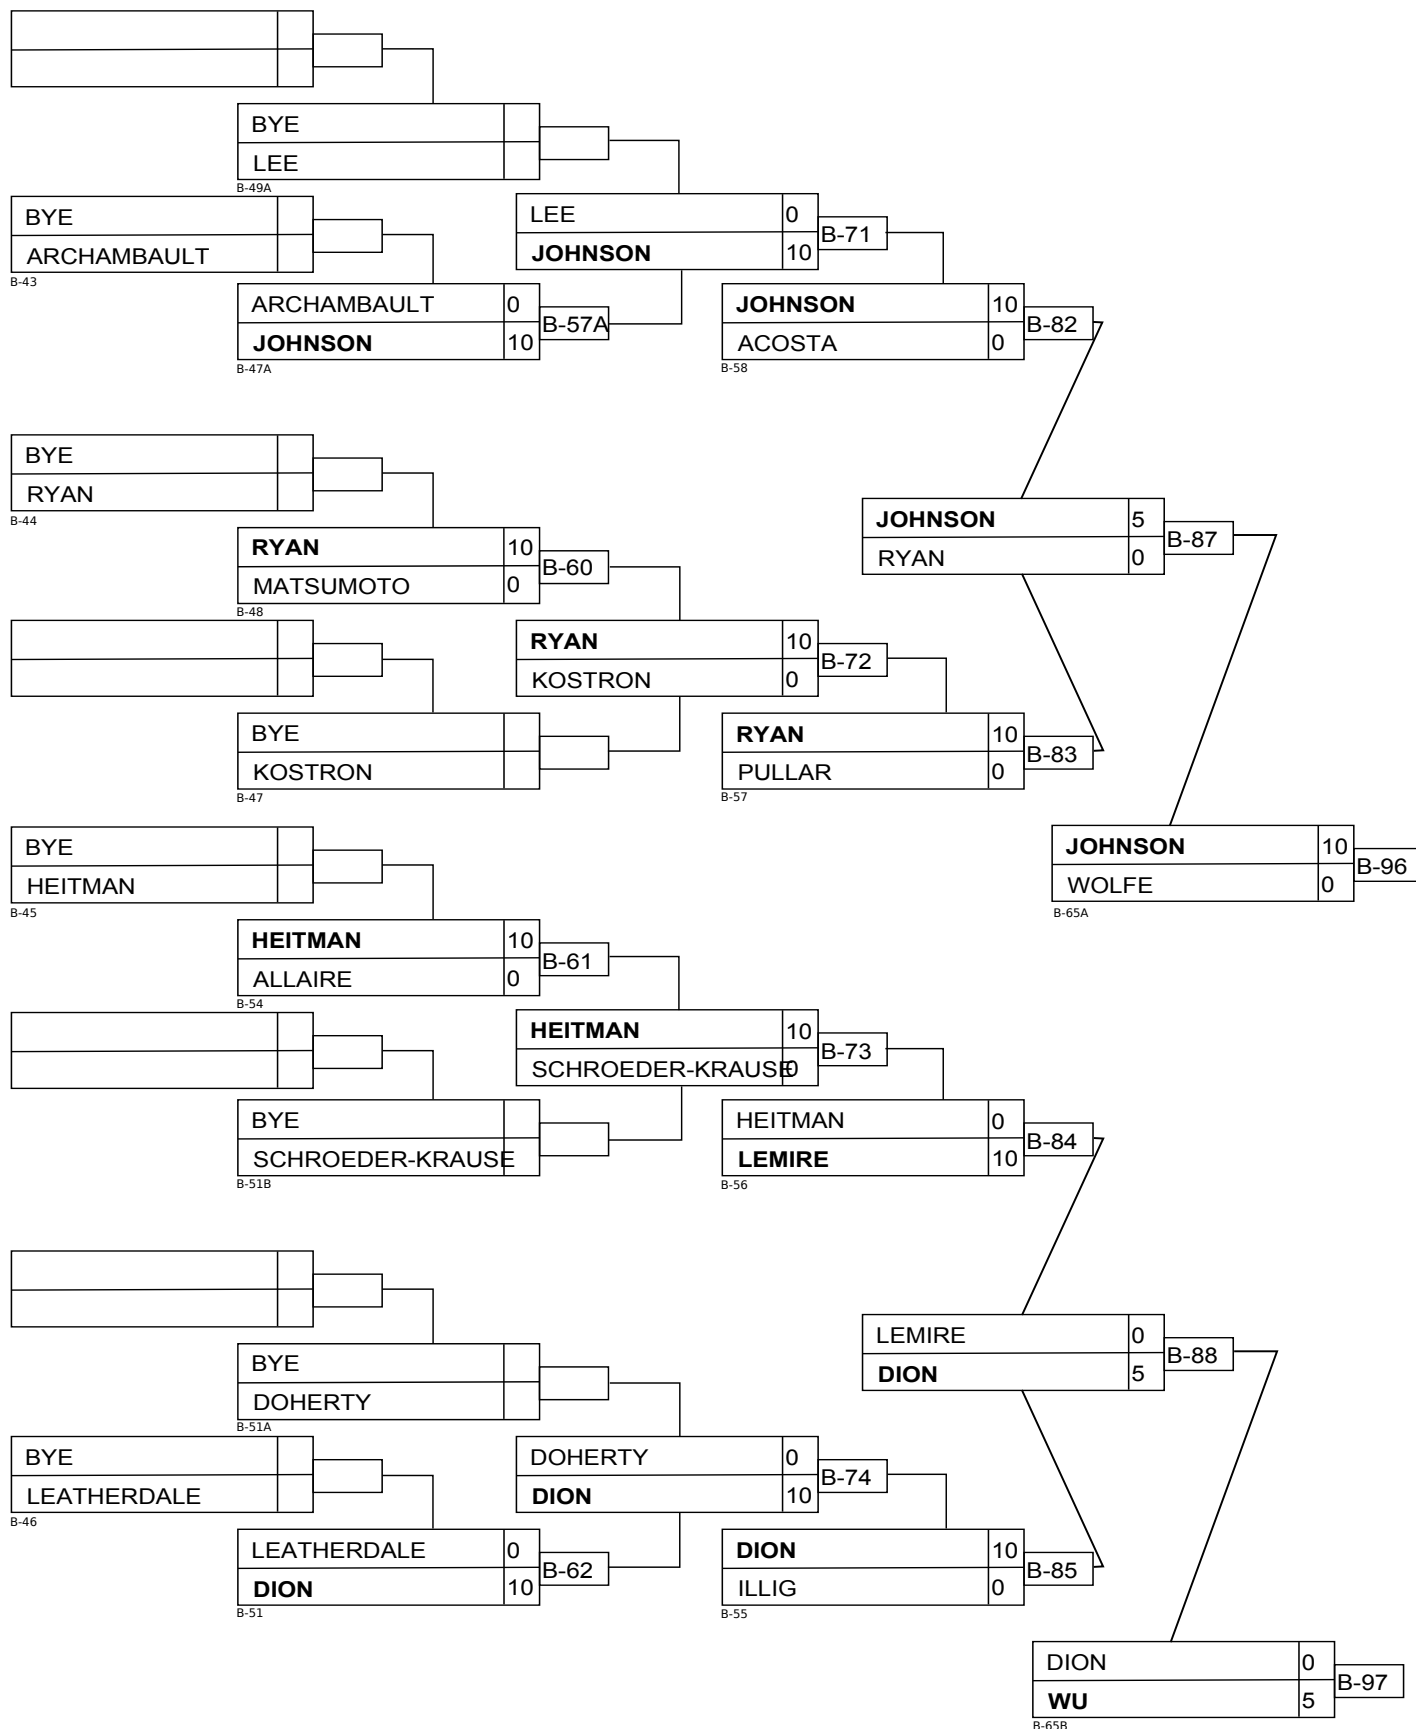 BYE
LEE
B-49A
BYE
ARCHAMBAULT
B-43
LEE 0
JOHNSON 10
B-71
ARCHAMBAULT 0
JOHNSON 10
B-57A
B-47A
JOHNSON 10
ACOSTA 0
B-82
B-58
BYE
RYAN
B-44
JOHNSON 5
RYAN 0
B-87
RYAN 10
MATSUMOTO 0
B-60
B-48
RYAN 10
KOSTRON 0
B-72
BYE
KOSTRON
B-47
RYAN 10
PULLAR 0
B-83
B-57
BYE
HEITMAN
B-45
JOHNSON 10
WOLFE 0
B-96
B-65A
HEITMAN 10
ALLAIRE 0
B-61
B-54
HEITMAN 10
SCHROEDER-KRAUSE 0
B-73
BYE
SCHROEDER-KRAUSE
B-51B
HEITMAN 0
LEMIRE 10
B-84
B-56
LEMIRE 0
DION 5
B-88
BYE
DOHERTY
B-51A
BYE
LEATHERDALE
B-46
DOHERTY 0
DION 10
B-74
LEATHERDALE 0
DION 10
B-62
B-51
DION 10
ILLIG 0
B-85
B-55
DION 0
WU 5
B-97
B-65B